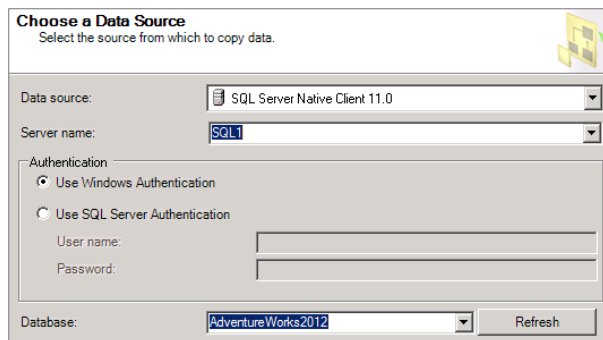 Choose a Data Source
Select the source from which to copy data.
Data source:
SQL Server Native Client 11.0
Server name:
SQL1
Authentication
Use Windows Authentication
Use SQL Server Authentication
User name:
Password:
Database:
AdventureWorks2012
Refresh